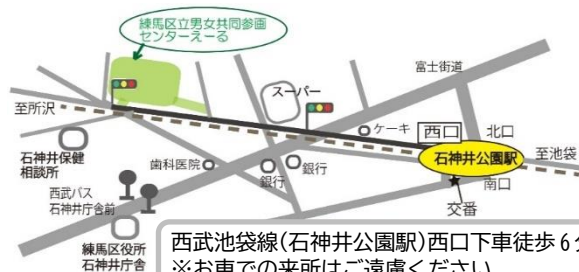 練馬区立男女共同参画
センターえーる
富士街道
スーパー
至所沢
ケーキ
西口
北口
石神井公園駅
至池袋
南口
交番
石神井保健
相談所
歯科医院
銀行
銀行
西武バス
石神井庁舎前
練馬区役所
石神井庁舎
西武池袋線(石神井公園駅)西口下車徒歩6
※お車での来所はご遠慮ください